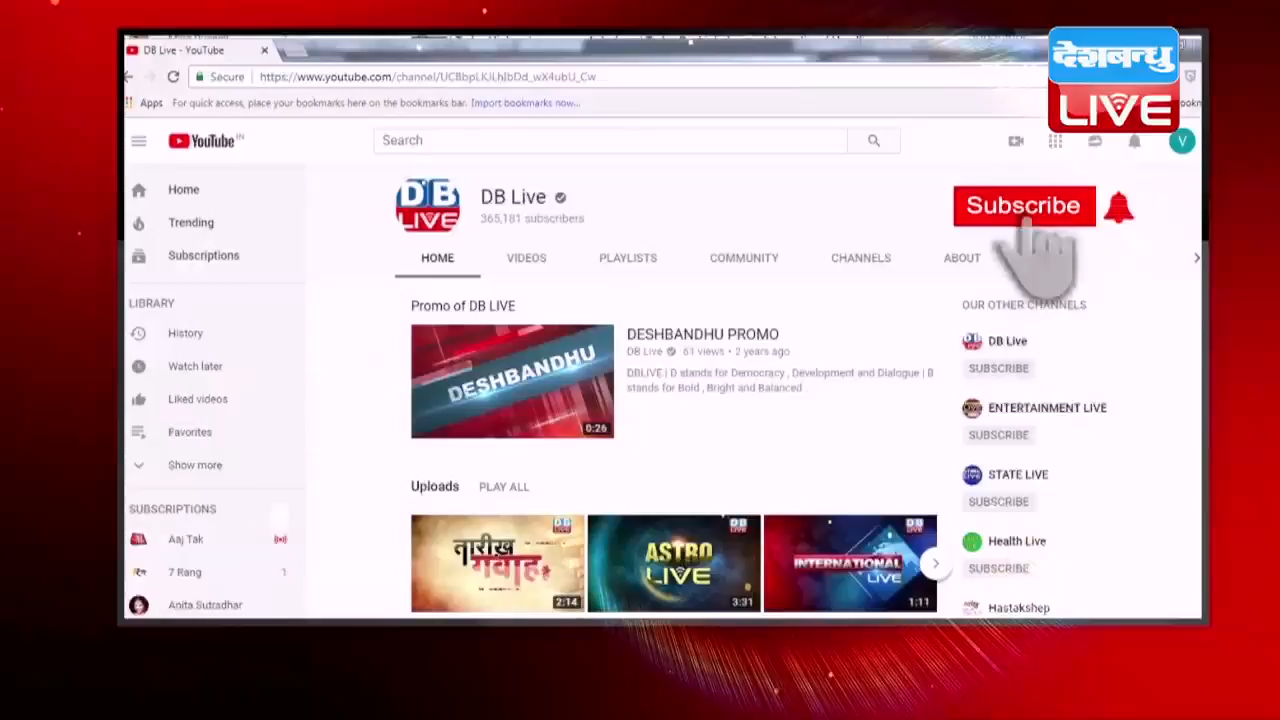 DB Live - YouTube
देशबन्धु
LIVE
Secure
Apps For quick access, place your bookmarks here on the bookmarks bar. Import bookmarks now...
YouTube IN
Search
V
Home
Trending
Subscriptions
LIBRARY
History
Watch later
Liked videos
Favorites
Show more
SUBSCRIPTIONS
Aaj Tak
7 Rang 1
Anita Sutradhar
DB LIVE
DB Live
365,181 subscribers
Subscribe
HOME VIDEOS PLAYLISTS COMMUNITY CHANNELS ABOUT
Promo of DB LIVE
DESHBANDHU
0:26
DESHBANDHU PROMO
DB Live 61 views • 2 years ago
DBLIVE | D stands for Democracy , Development and Dialogue | B
stands for Bold , Bright and Balanced
Uploads PLAY ALL
तारीख़
गवाह
2:14
ASTRO
LIVE
3:31
INTERNATIONAL
LIVE
1:11
OUR OTHER CHANNELS
DB Live
SUBSCRIBE
ENTERTAINMENT LIVE
SUBSCRIBE
STATE LIVE
SUBSCRIBE
Health Live
SUBSCRIBE
Hastakshep